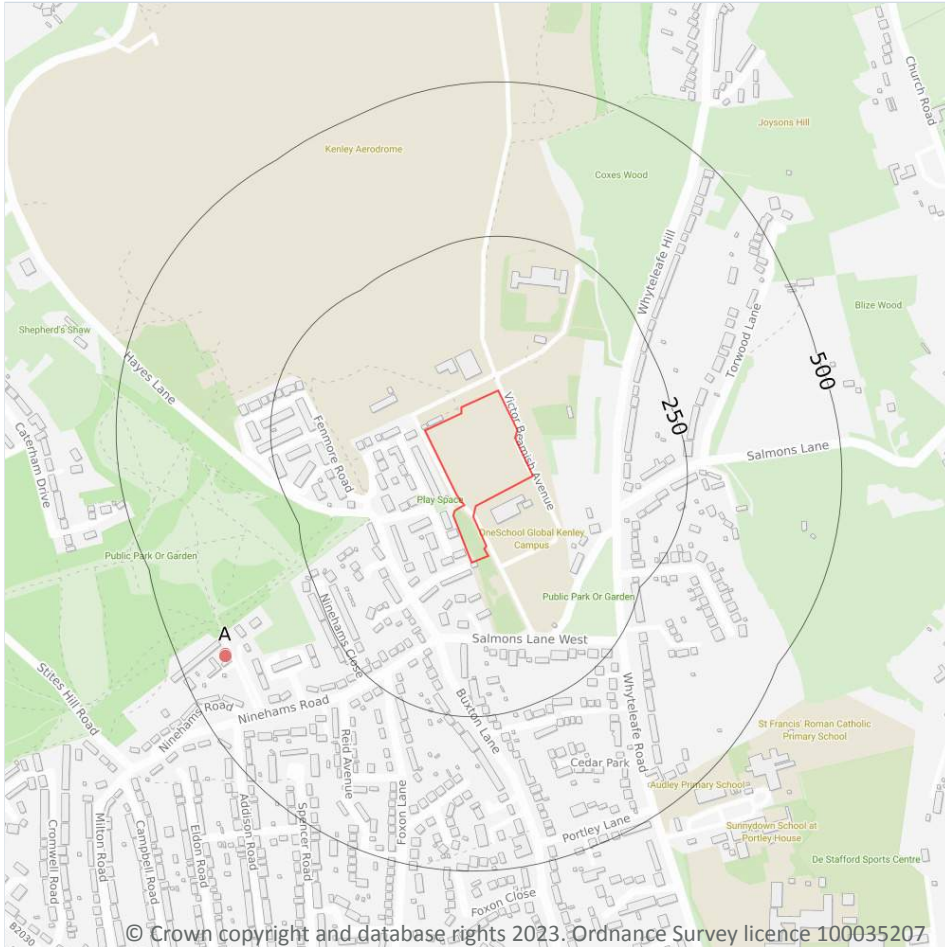 Church Road
Joysons Hill
Kenley Aerodrome
Coxes Wood
Whyteleafe Hill
Blize Wood
Shepherd's Shaw
Torwood Lane
Hayes Lane
500
250
Victor Beamish Avenue
Fenmore Road
Caterham Drive
Salmons Lane
Play Space
OneSchool Global Kenley
Campus
Public Park Or Garden
Public Park Or Garden
Ninehams Close
A
Salmons Lane West
Stites Hill Road
Ninehams Road
Ninehams Road
Buxton Lane
Whyteleafe Road
St Francis' Roman Catholic
Primary School
Reid Avenue
Cedar Park
Audley Primary School
Foxon Lane
Addison Road
Spencer Road
Sunnydown School at
Portley House
Portley Lane
Cromwell Road
Milton Road
Campbell Road
Eldon Road
De Stafford Sports Centre
Foxon Close
B2030
© Crown copyright and database rights 2023. Ordnance Survey licence 100035207